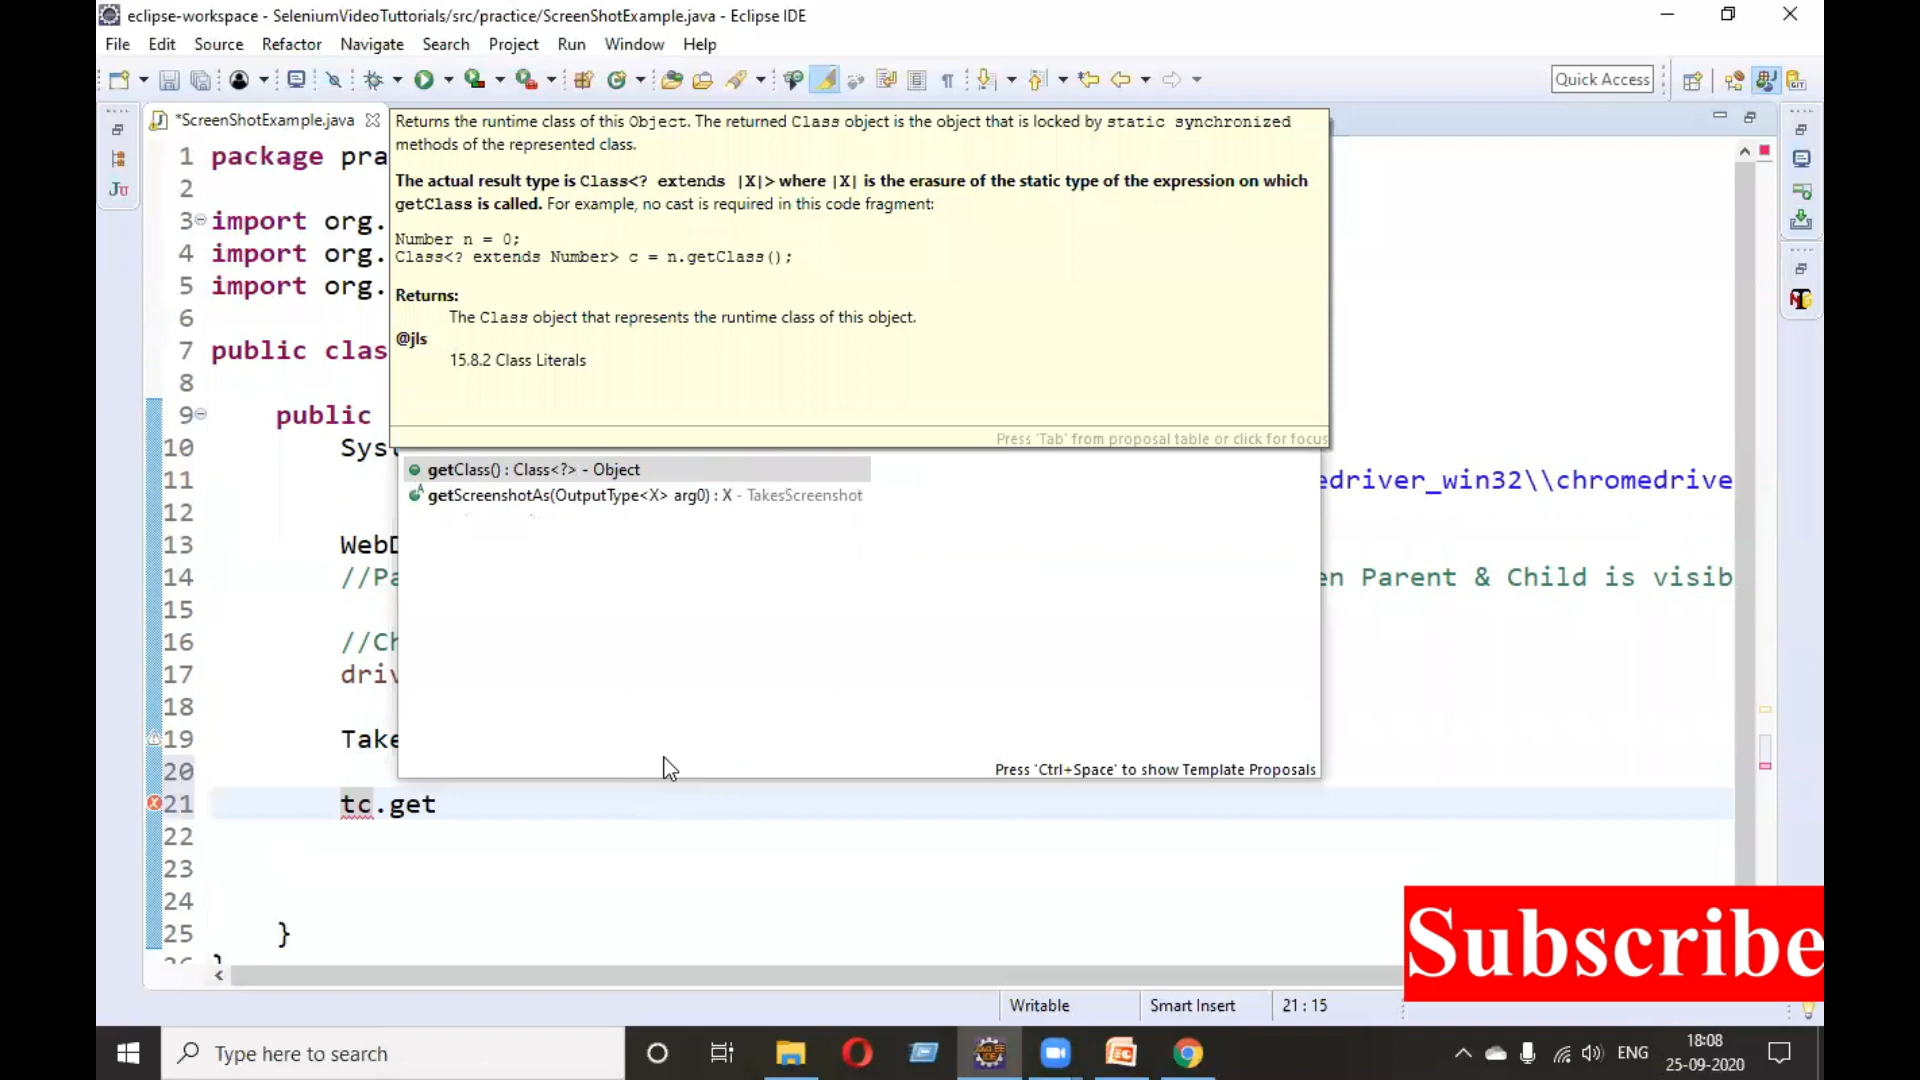 eclipse-workspace - SeleniumVideoTuttorials/src/practice/ScreenShotExample.java - Eclipse IDE
File Edit Source Refactor Navigate Search Project Run Window Help
Quick Access
*ScreenShotExample.java
Returns the runtime class of this Object. The returned Class object is the object that is locked by static synchronized
methods of the represented class.
The actual result type is Class<? extends |X|> where |X| is the erasure of the static type of the expression on which
getClass is called. For example, no cast is required in this code fragment:
Number n = 0;
Class<? extends Number> c = n.getClass();
Returns:
The Class object that represents the runtime class of this object.
@jls
15.8.2 Class Literals
Press 'Tab' from proposal table or click for focus
1 package pra
2
3 import org.
4 import org.
5 import org.
6
7 public clas
8
9 public
10 Sys
getClass() : Class<?> - Object
11 edriver_win32\\chromedrive
getScreenshotAs(OutputType<X> arg0) : X - TakesScreenshot
12
13 WebD
14 //Pa en Parent & Child is visib
15
16 //Ch
17 driv
18
19 Take
20
Press 'Ctrl+Space' to show Template Proposals
21 tc.get
22
23
24
25 }
26 }
Subscribe
Writable Smart Insert 21 : 15
Type here to search
ENG
18:08
25-09-2020